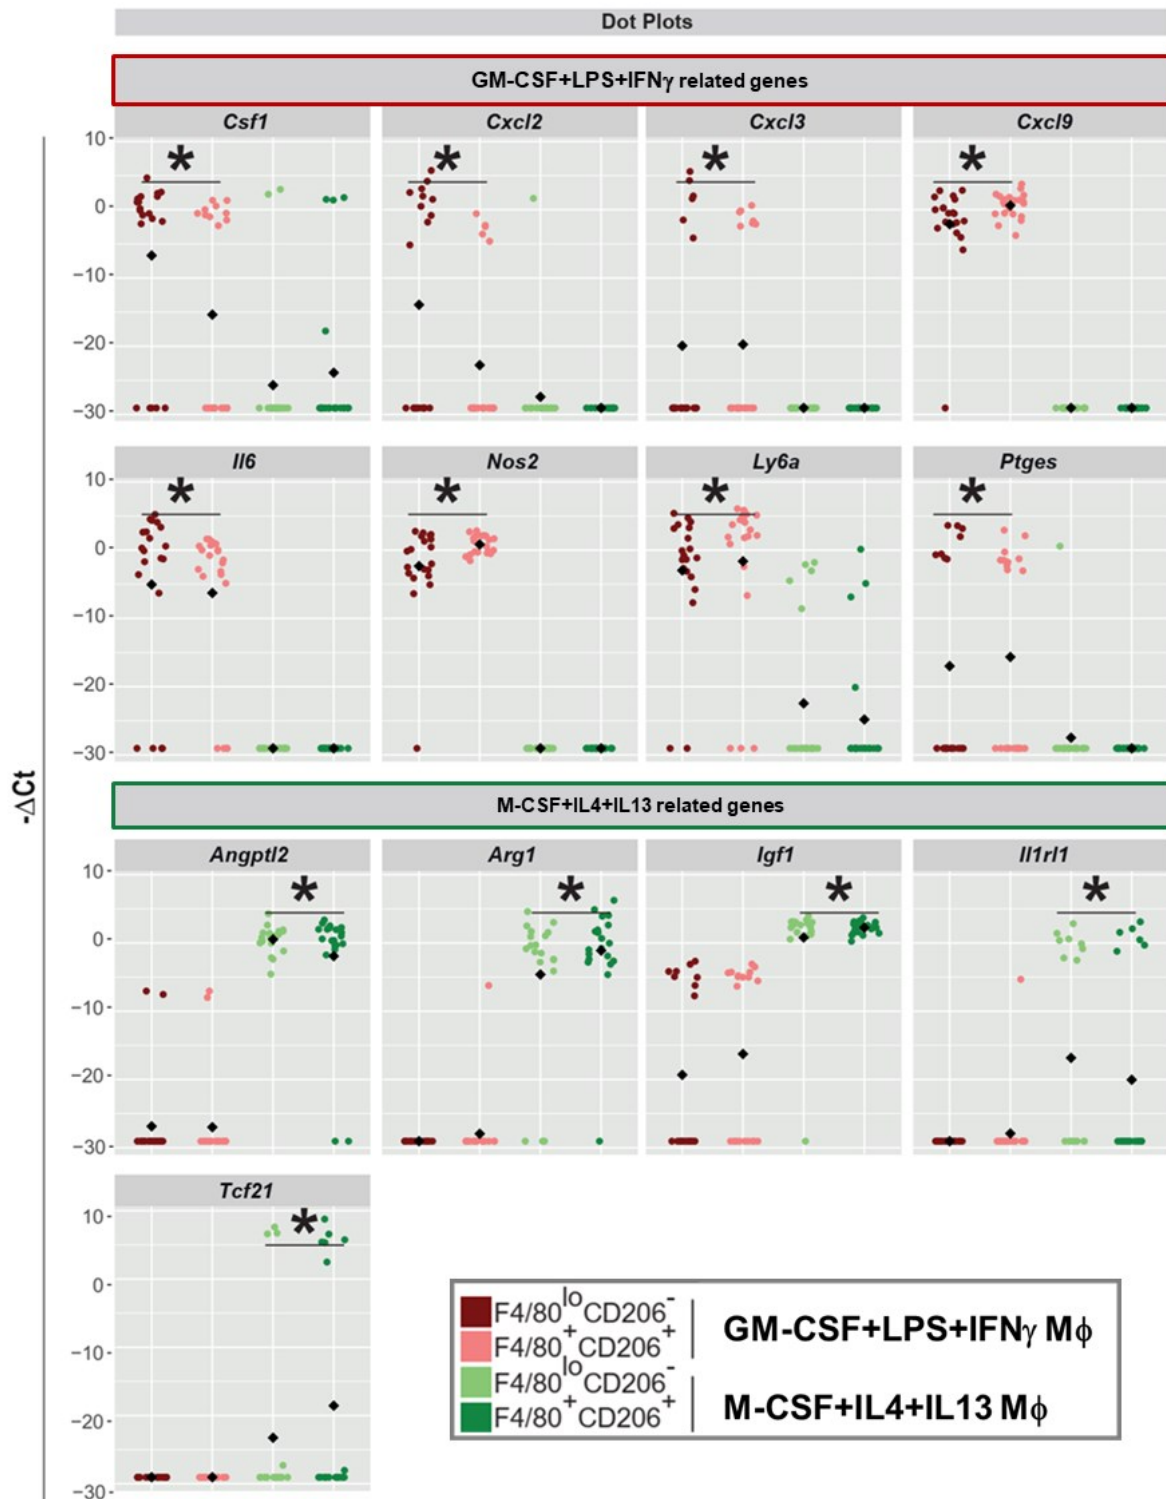 Dot Plots
GM-CSF+LPS+IFNγ related genes
Csf1 Cxcl2 Cxcl3 Cxcl9
10
0
−10
−20
−30
Il6 Nos2 Ly6a Ptges
10
0
−10
−20
−30
-ΔCt
M-CSF+IL4+IL13 related genes
Angptl2 Arg1 Igf1 Il1rl1
10
0
−10
−20
−30
Tcf21
10
0
−10
−20
−30
* * * *
* * * *
* * * *
*
F4/80loCD206-
F4/80+CD206+
GM-CSF+LPS+IFNγ Mϕ
F4/80loCD206-
F4/80+CD206+
M-CSF+IL4+IL13 Mϕ